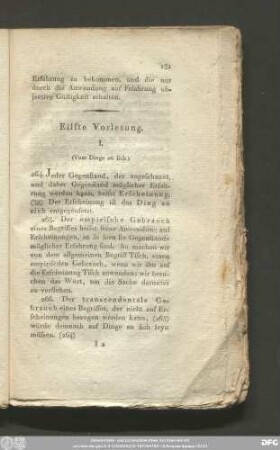 131
Erfahrung zu bekommen, und die nur
durch die Anwendung auf Erfahrung ob-
jective Gültigkeit erhalten.
Eilfte Vorlesung.
I.
(Vom Dinge an sich)
264 Jeder Gegenstand, der angeschauet,
und daher Gegenstand möglicher Erfah-
rung werden kann, heißt Erscheinung.
Der Erscheinung ist das Ding an
sich entgegengesetzt.
265. Der empirische Gebrauch
eines Begriffes heißt seine Anwendung auf
Erscheinungen, so fern sie Gegenstände
möglicher Erfahrung sind. So machen wir
von dem allgemeinen Begriff Tisch, einen
empirischen Gebrauch, wenn wir ihn auf
die Erscheinung Tisch anwenden; wir brau-
chen das Wort, um die Sache darunter
zu verstehen.
266. Der transcendentale Ge-
brauch eines Begriffes, der nicht auf Er-
scheinungen bezogen werden kann, (265)
würde demnach auf Dinge an sich seyn
müssen. (264)
I 2
DFG